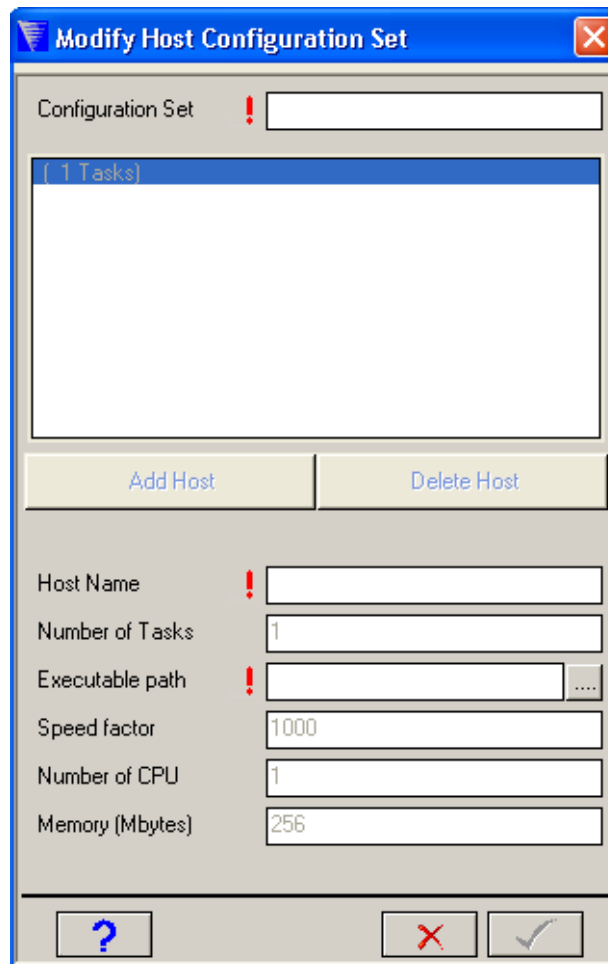 Modify Host Configuration Set
Configuration Set !
( 1 Tasks)
Add Host Delete Host
Host Name !
Number of Tasks 1
Executable path ! ....
Speed factor 1000
Number of CPU 1
Memory (Mbytes) 256
?